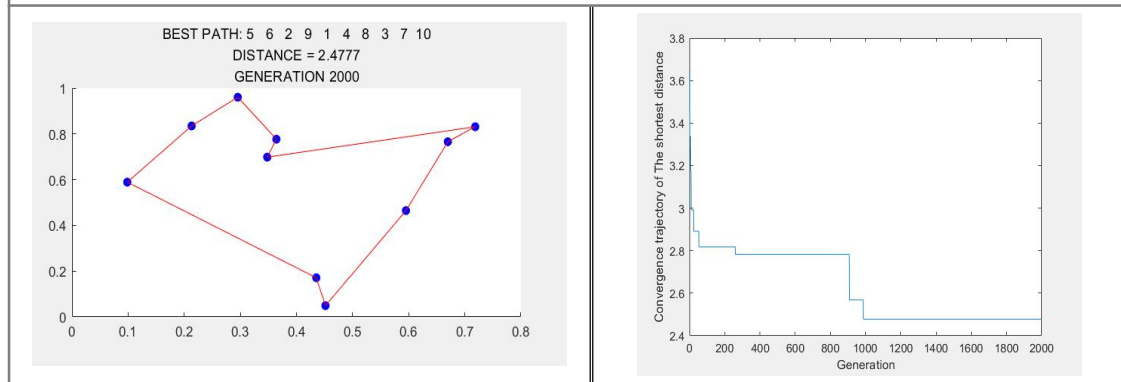 BEST PATH: 5 6 2 9 1 4 8 3 7 10
DISTANCE = 2.4777
GENERATION 2000
1
0.8
0.6
0.4
0.2
0
0 0.1 0.2 0.3 0.4 0.5 0.6 0.7 0.8
Convergence trajectory of The shortest distance
3.8
3.6
3.4
3.2
3
2.8
2.6
2.4
0 200 400 600 800 1000 1200 1400 1600 1800 2000
Generation